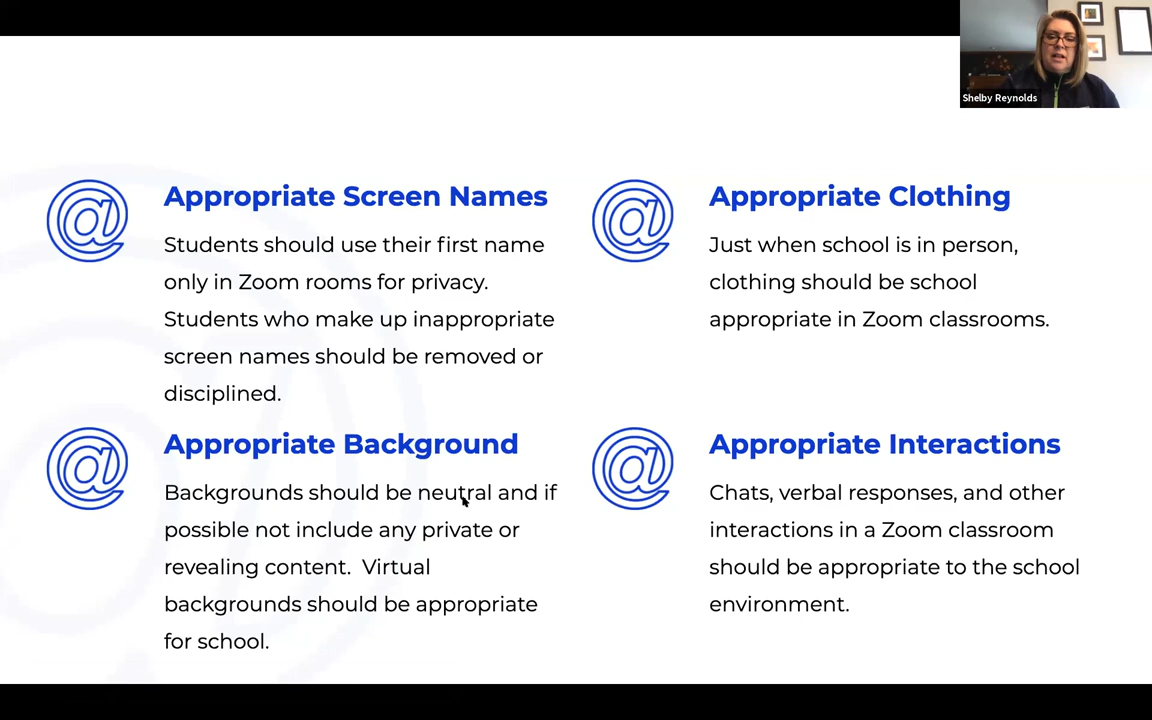 Shelby Reynolds
Appropriate Screen Names
Students should use their first name
only in Zoom rooms for privacy.
Students who make up inappropriate
screen names should be removed or
disciplined.
Appropriate Clothing
Just when school is in person,
clothing should be school
appropriate in Zoom classrooms.
Appropriate Background
Backgrounds should be neutral and if
possible not include any private or
revealing content.  Virtual
backgrounds should be appropriate
for school.
Appropriate Interactions
Chats, verbal responses, and other
interactions in a Zoom classroom
should be appropriate to the school
environment.